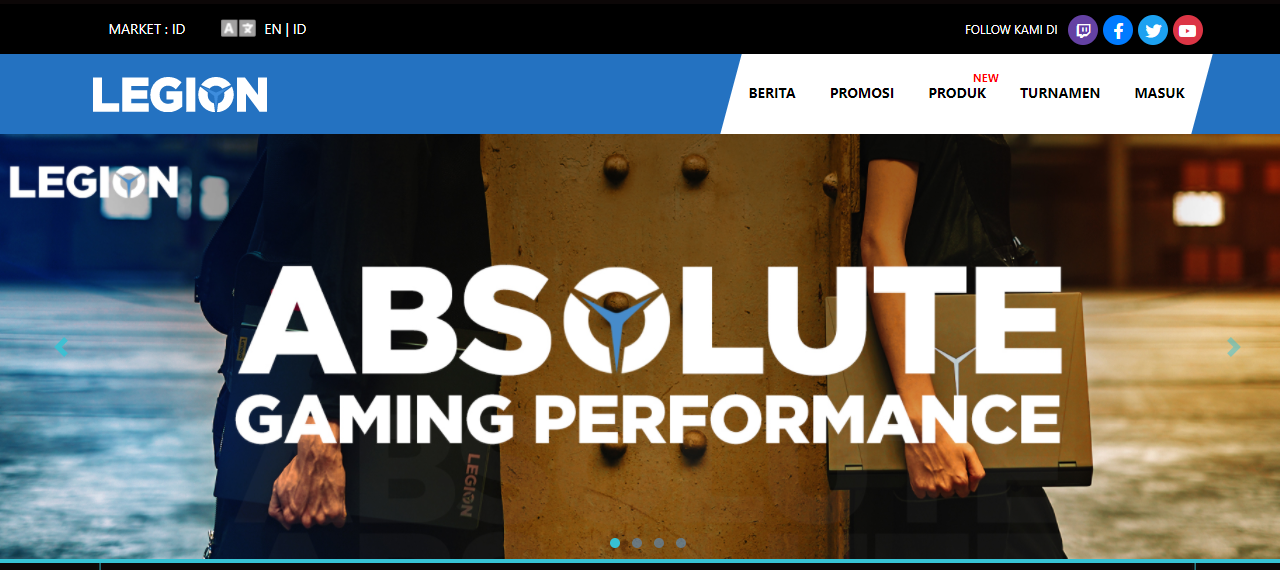 MARKET : ID
EN | ID
FOLLOW KAMI DI
LEGION
NEW
BERITA PROMOSI PRODUK TURNAMEN MASUK
LEGION
ABSOLUTE
GAMING PERFORMANCE
LEGION